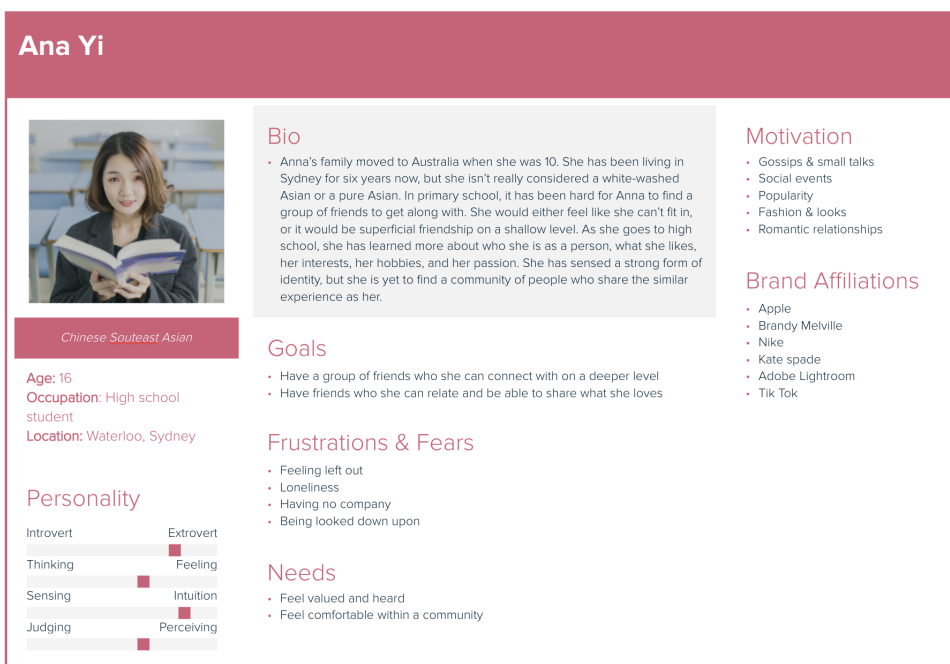 Ana Yi
Chinese Souteast Asian
Age: 16
Occupation: High school
student
Location: Waterloo, Sydney
Personality
Introvert Extrovert
Thinking Feeling
Sensing Intuition
Judging Perceiving
Bio
• Anna's family moved to Australia when she was 10. She has been living in
Sydney for six years now, but she isn't really considered a white-washed
Asian or a pure Asian. In primary school, it has been hard for Anna to find a
group of friends to get along with. She would either feel like she can't fit in,
or it would be superficial friendship on a shallow level. As she goes to high
school, she has learned more about who she is as a person, what she likes,
her interests, her hobbies, and her passion. She has sensed a strong form of
identity, but she is yet to find a community of people who share the similar
experience as her.
Goals
• Have a group of friends who she can connect with on a deeper level
• Have friends who she can relate and be able to share what she loves
Frustrations & Fears
• Feeling left out
• Loneliness
• Having no company
• Being looked down upon
Needs
• Feel valued and heard
• Feel comfortable within a community
Motivation
• Gossips & small talks
• Social events
• Popularity
• Fashion & looks
• Romantic relationships
Brand Affiliations
• Apple
• Brandy Melville
• Nike
• Kate spade
• Adobe Lightroom
• Tik Tok